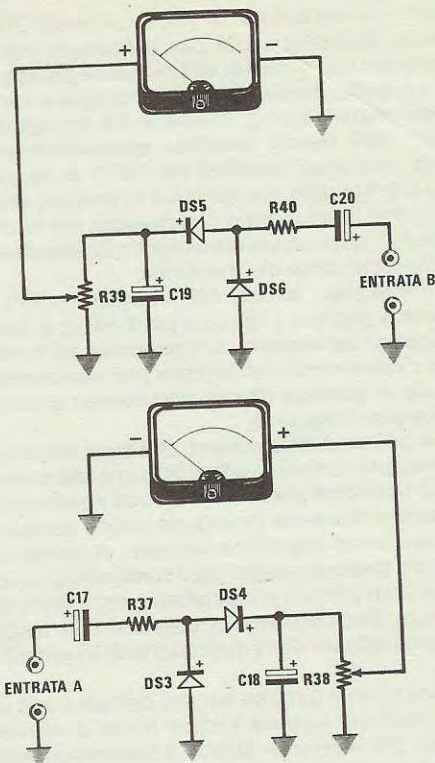 + −
DS5 R40 C20
+ +
R39 + C19 + DS6 ENTRATA B
− +
C17 R37 DS4
+ +
ENTRATA A DS3 + C18 + R38